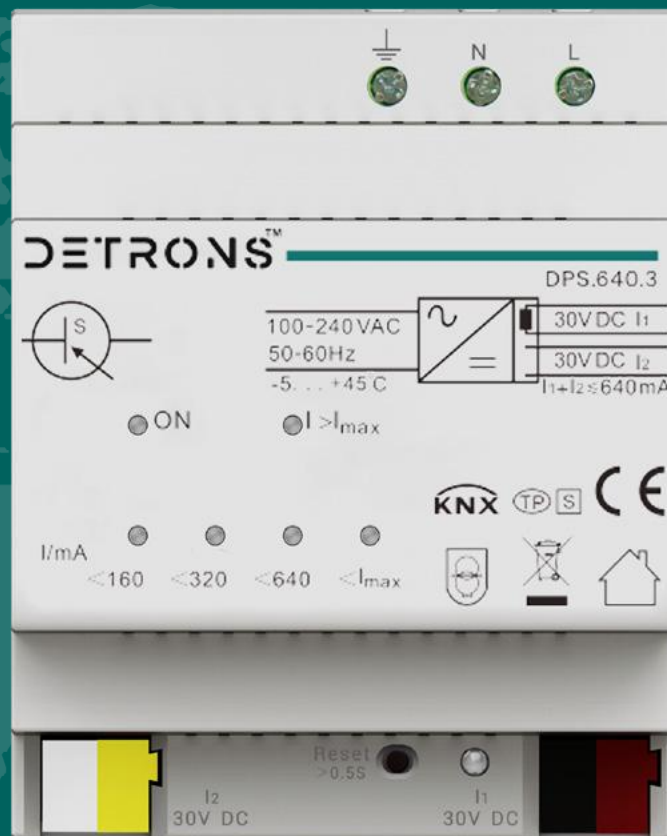 N L
DETRONS™
DPS.640.3
S
100-240VAC
30V DC I1
50-60Hz
30V DC I2
-5. . . +45C
I1+I2≤640mA
ON
I >Imax
KNX TP S CE
I/mA
<160 <320 <640 <Imax
Reset
>0.5S
I2
30V DC
I1
30V DC